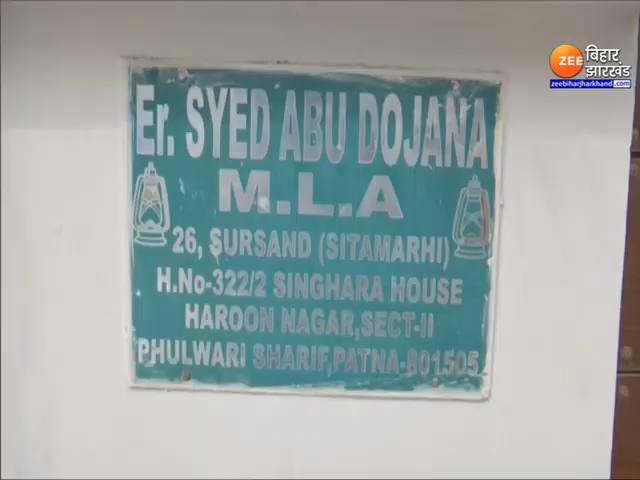 ZEE बिहार
झारखंड
zeebiharjharkhand.com
Er. SYED ABU DOJANA
M.L.A
26, SURSAND (SITAMARHI)
H.No-322/2 SINGHARA HOUSE
HAROON NAGAR,SECT-II
PHULWARI SHARIF,PATNA-801505